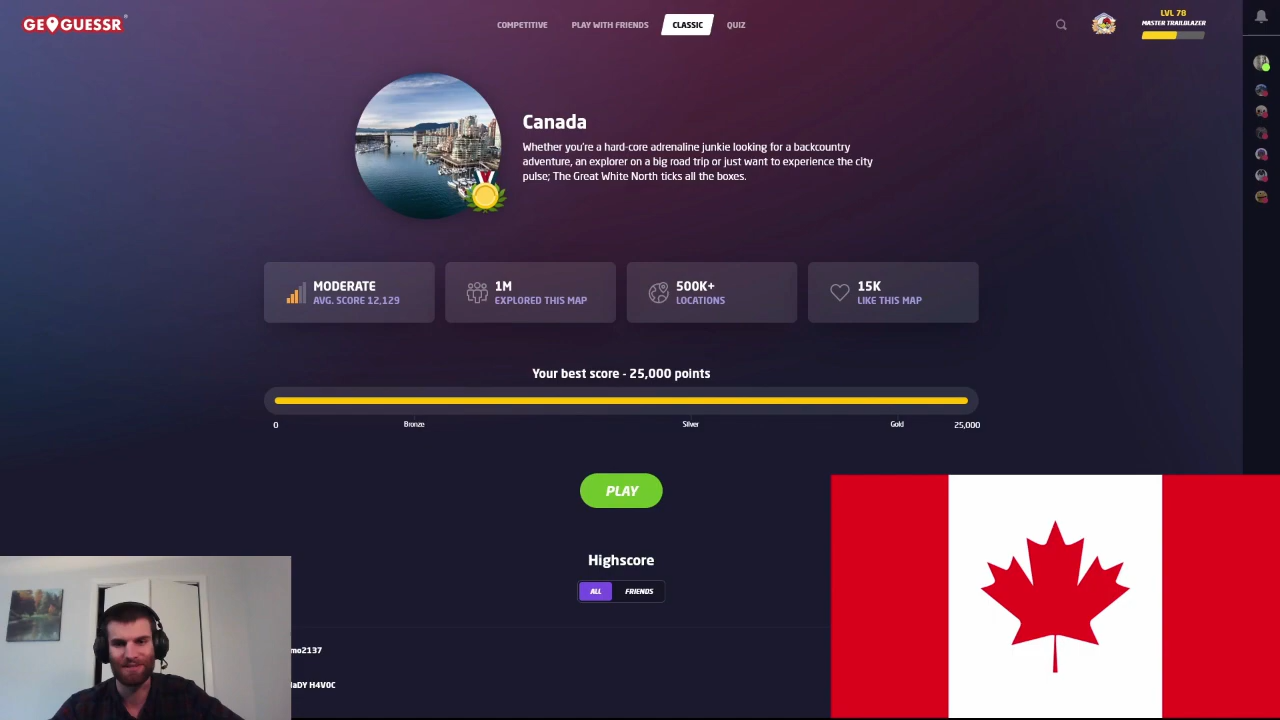 GEOGUESSR
COMPETITIVE
PLAY WITH FRIENDS
CLASSIC
QUIZ
LVL 78
MASTER TRAILBLAZER
Canada
Whether you're a hard-core adrenaline junkie looking for a backcountry
adventure, an explorer on a big road trip or just want to experience the city
pulse; The Great White North ticks all the boxes.
MODERATE
AVG. SCORE 12,129
1M
EXPLORED THIS MAP
500K+
LOCATIONS
15K
LIKE THIS MAP
Your best score - 25,000 points
0
Bronze
Silver
Gold
25,000
PLAY
Highscore
ALL
FRIENDS
mo2137
laDY H4V0C